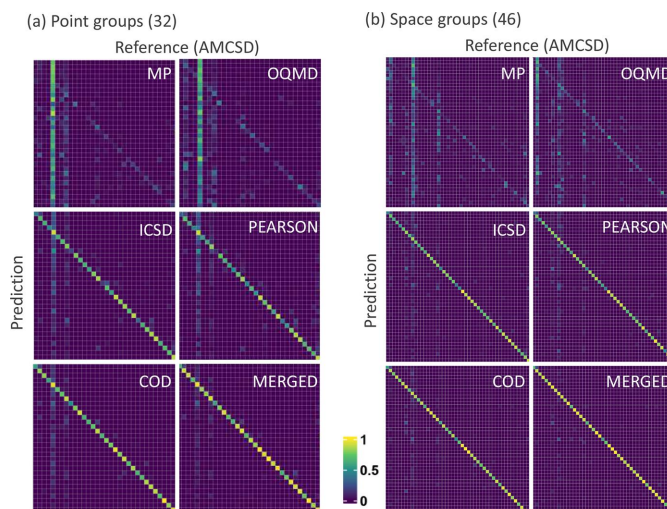 (a) Point groups (32)
Reference (AMCSD)
MP
OQMD
ICSD
PEARSON
COD
MERGED
Prediction
1
0.5
0
(b) Space groups (46)
Reference (AMCSD)
MP
OQMD
ICSD
PEARSON
COD
MERGED
Prediction